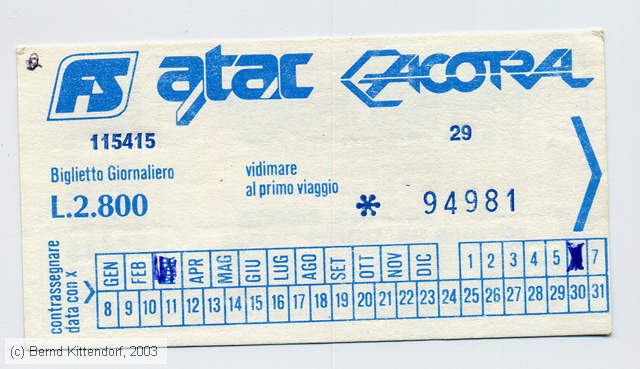 FS atac ACOTRAL
115415 29
Biglietto Giornaliero
L.2.800
vidimare
al primo viaggio
* 94981
contrassegnare
data con X
GEN FEB APR MAG GIU LUG AGO SET OTT NOV DIC 1 2 3 4 5 7
8 9 10 11 12 13 14 15 16 17 18 19 20 21 22 23 24 25 26 27 28 29 30 31
(c) Bernd Kittendorf, 2003